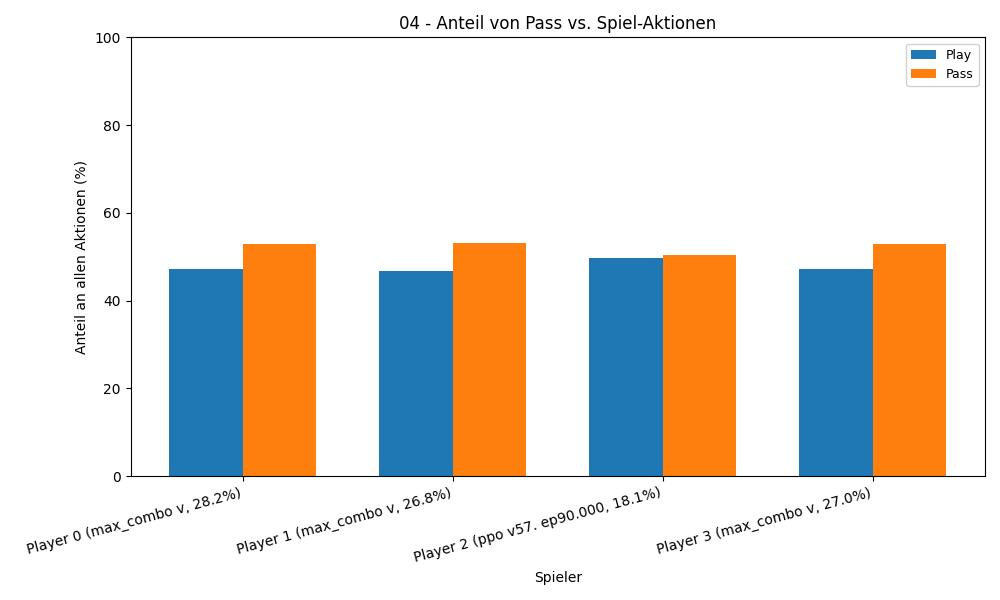 04 - Anteil von Pass vs. Spiel-Aktionen
Play
Pass
Anteil an allen Aktionen (%)
100
80
60
40
20
0
Player 0 (max_combo v, 28.2%)
Player 1 (max_combo v, 26.8%)
Player 2 (ppo v57. ep90.000, 18.1%)
Player 3 (max_combo v, 27.0%)
Spieler